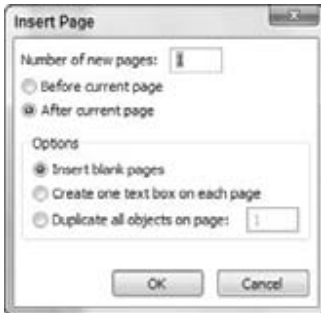 Insert Page
Number of new pages: 1
Before current page
After current page
Options
Insert blank pages
Create one text box on each page
Duplicate all objects on page: 1
OK Cancel